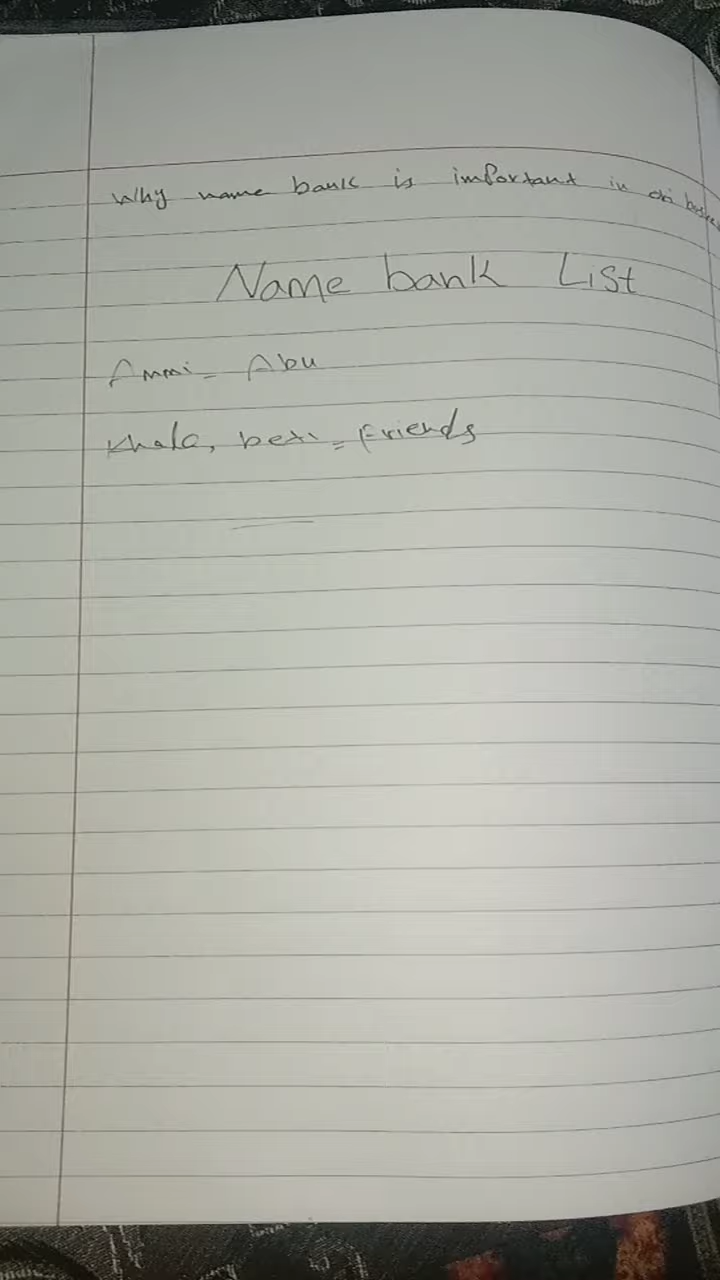 Why name bank is important in
Name bank List
Ammi - Abu
Khala, beti = Friends